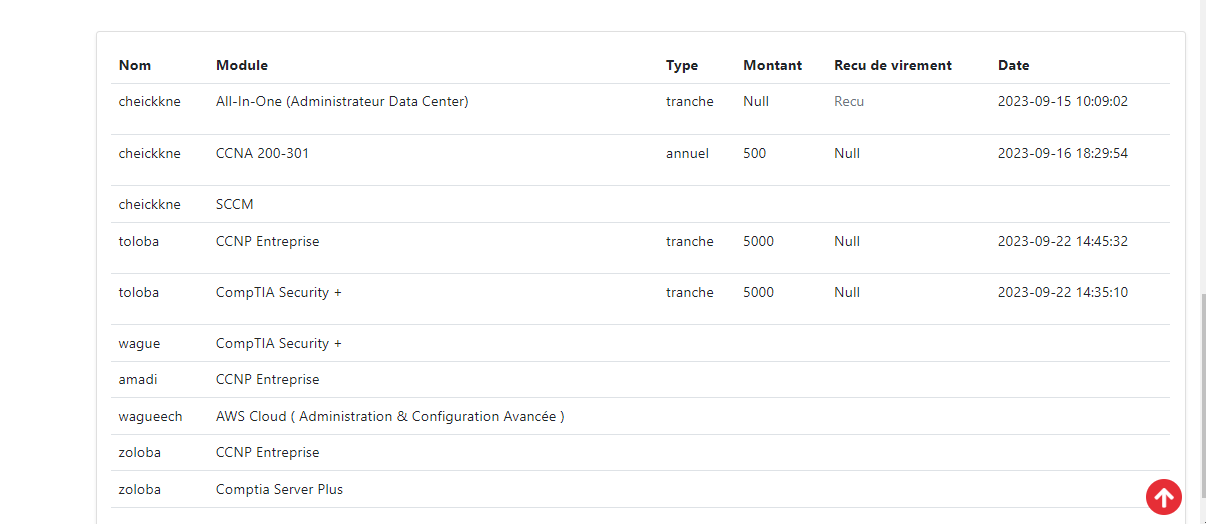 Nom Module Type Montant Recu de virement Date
cheickkne All-In-One (Administrateur Data Center) tranche Null Recu 2023-09-15 10:09:02
cheickkne CCNA 200-301 annuel 500 Null 2023-09-16 18:29:54
cheickkne SCCM
toloba CCNP Entreprise tranche 5000 Null 2023-09-22 14:45:32
toloba CompTIA Security + tranche 5000 Null 2023-09-22 14:35:10
wague CompTIA Security +
amadi CCNP Entreprise
wagueech AWS Cloud ( Administration & Configuration Avancée )
zoloba CCNP Entreprise
zoloba Comptia Server Plus